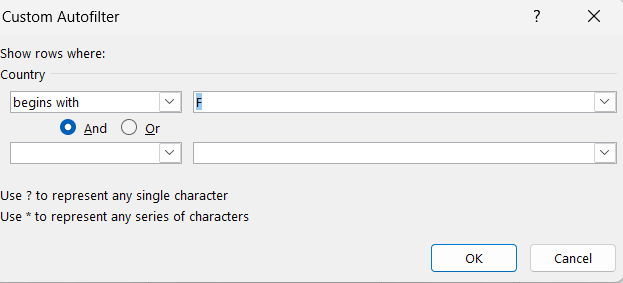 Custom Autofilter
?
Show rows where:
Country
begins with
F
And Or
Use ? to represent any single character
Use * to represent any series of characters
OK Cancel